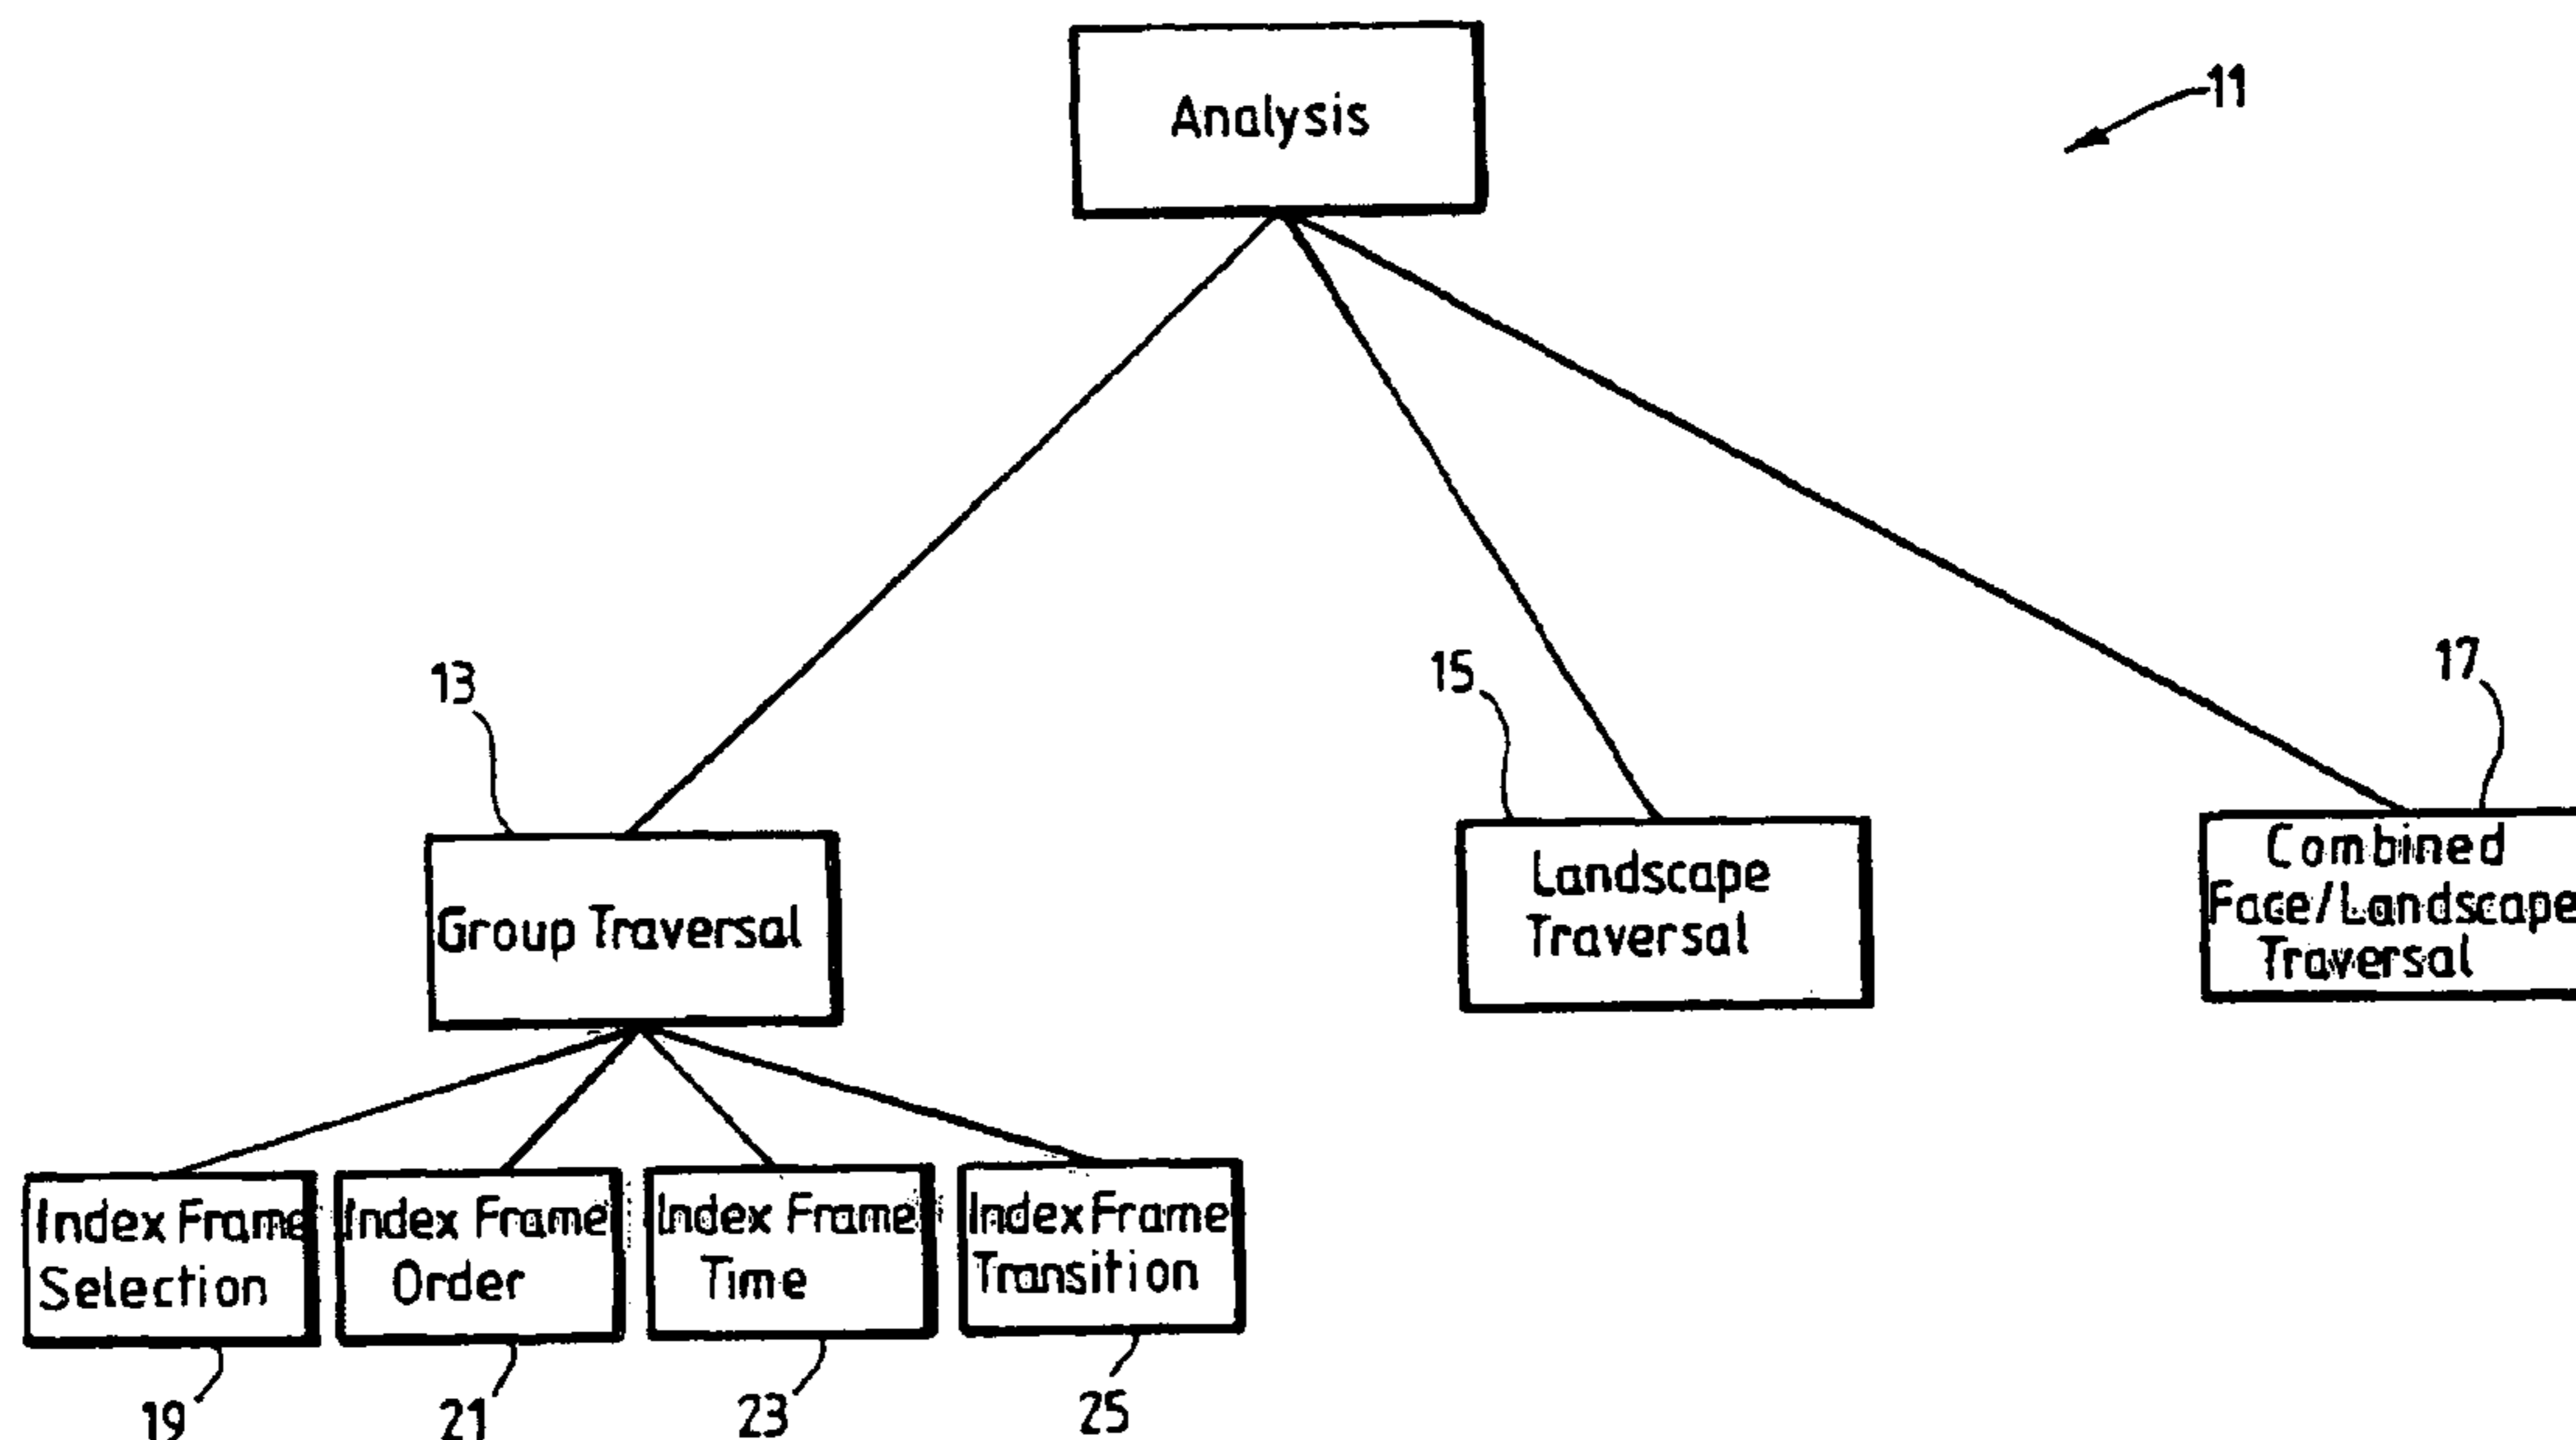 Analysis
11
13
15
17
Group Traversal
Landscape
Traversal
Combined
Face/Landscape
Traversal
Index Frame
Selection
Index Frame
Order
Index Frame
Time
Index Frame
Transition
19
21
23
25